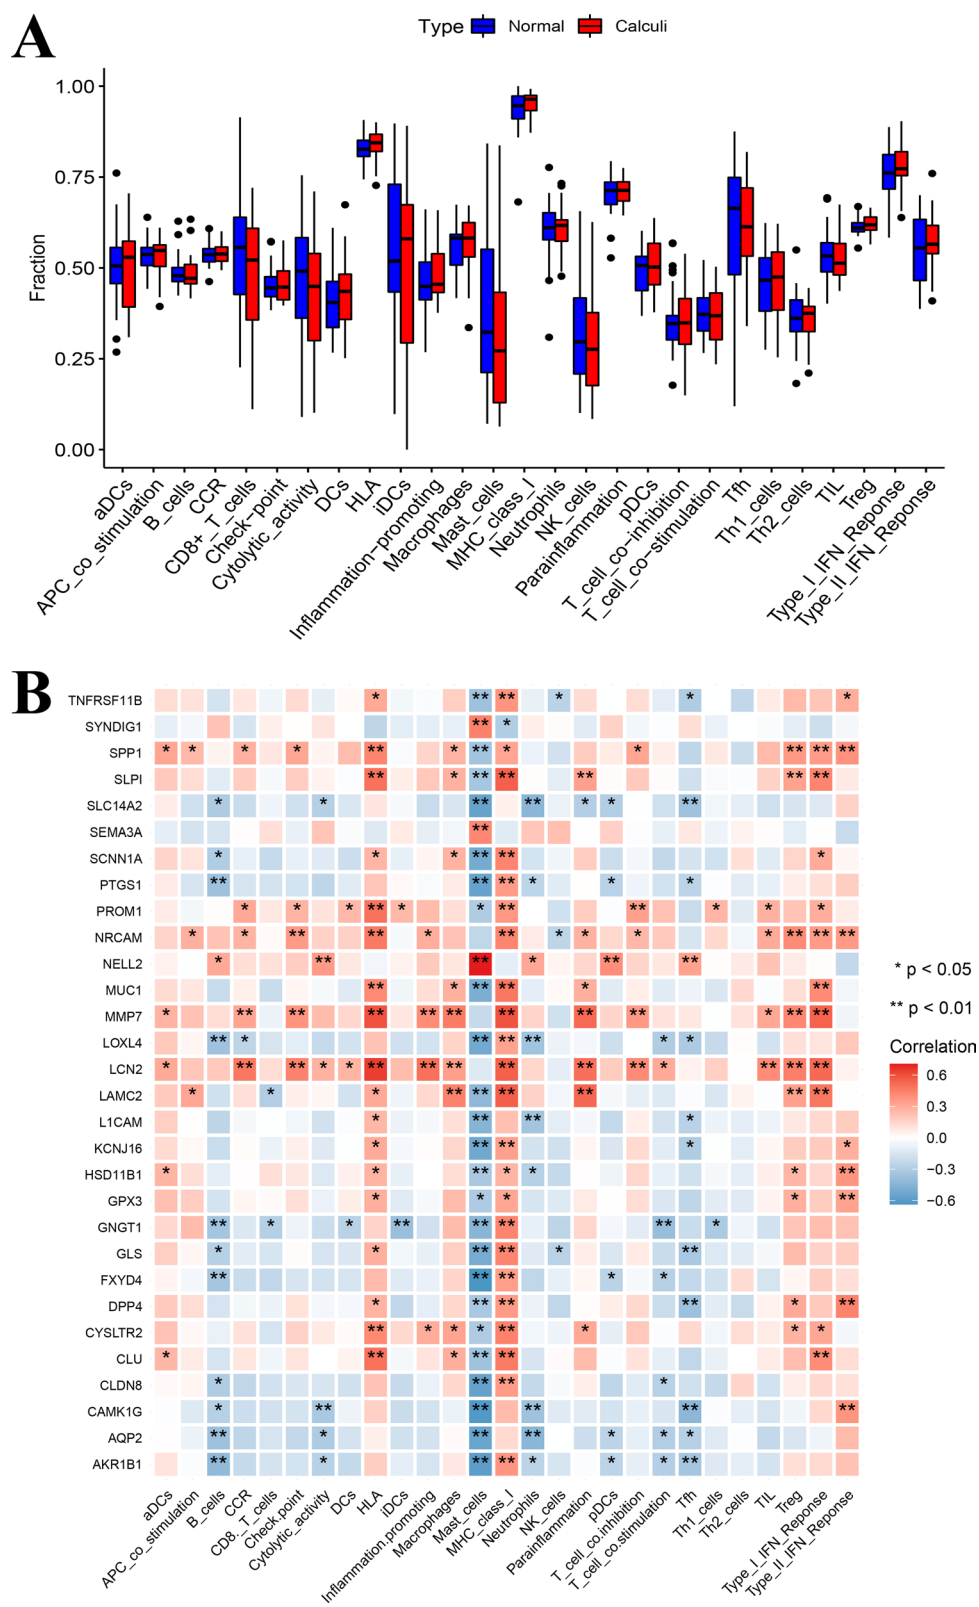 A
Type Normal Calculi
Fraction
1.00
0.75
0.50
0.25
0.00
aDCs
APC_co_stimulation
B_cells
CCR
CD8+_T_cells
Check-point
Cytolytic_activity
DCs
HLA
iDCs
Inflammation-promoting
Macrophages
Mast_cells
MHC_class_I
Neutrophils
NK_cells
Parainflammation
pDCs
T_cell_co-inhibition
T_cell_co-stimulation
Tfh
Th1_cells
Th2_cells
TIL
Treg
Type_I_IFN_Reponse
Type_II_IFN_Reponse
B
TNFRSF11B
SYNDIG1
SPP1
SLPI
SLC14A2
SEMA3A
SCNN1A
PTGS1
PROM1
NRCAM
NELL2
MUC1
MMP7
LOXL4
LCN2
LAMC2
L1CAM
KCNJ16
HSD11B1
GPX3
GNGT1
GLS
FXYD4
DPP4
CYSLTR2
CLU
CLDN8
CAMK1G
AQP2
AKR1B1
* p < 0.05
** p < 0.01
Correlation
0.6
0.3
0.0
−0.3
−0.6
aDCs
APC_co_stimulation
B_cells
CCR
CD8._T_cells
Check.point
Cytolytic_activity
DCs
HLA
iDCs
Inflammation.promoting
Macrophages
Mast_cells
MHC_class_I
Neutrophils
NK_cells
Parainflammation
pDCs
T_cell_co.inhibition
T_cell_co.stimulation
Tfh
Th1_cells
Th2_cells
TIL
Treg
Type_I_IFN_Reponse
Type_II_IFN_Reponse